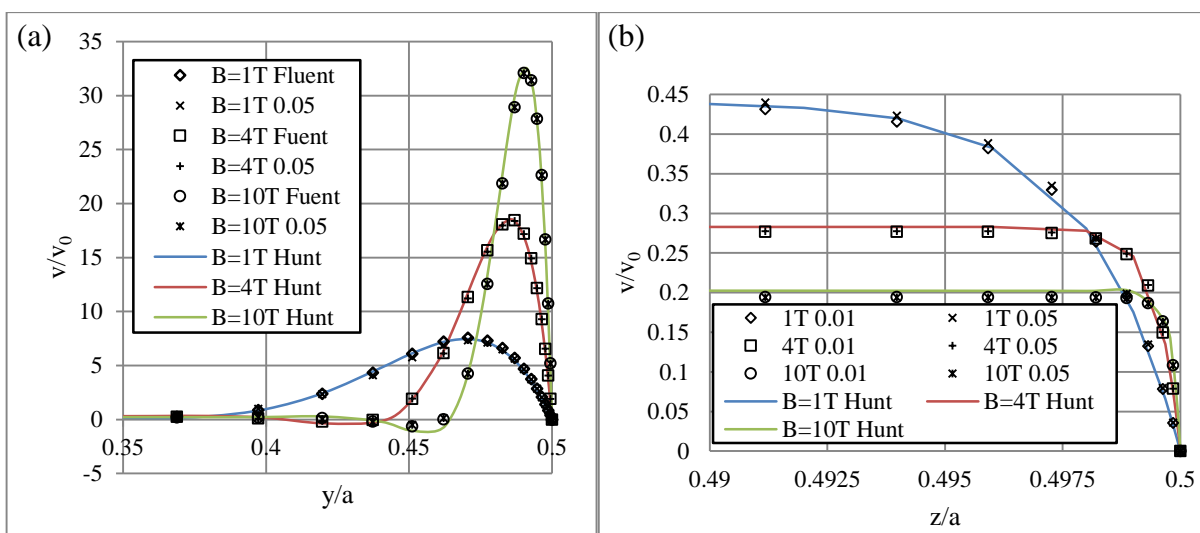 (a)
35
30
25
20
15
10
5
0
-5
v/v0
B=1T Fluent
B=1T 0.05
B=4T Fuent
B=4T 0.05
B=10T Fuent
B=10T 0.05
B=1T Hunt
B=4T Hunt
B=10T Hunt
0.35 0.4 0.45 0.5
y/a
(b)
0.45
0.4
0.35
0.3
0.25
0.2
0.15
0.1
0.05
0
v/v0
1T 0.01 1T 0.05
4T 0.01 4T 0.05
10T 0.01 10T 0.05
B=1T Hunt B=4T Hunt
B=10T Hunt
0.49 0.4925 0.495 0.4975 0.5
z/a